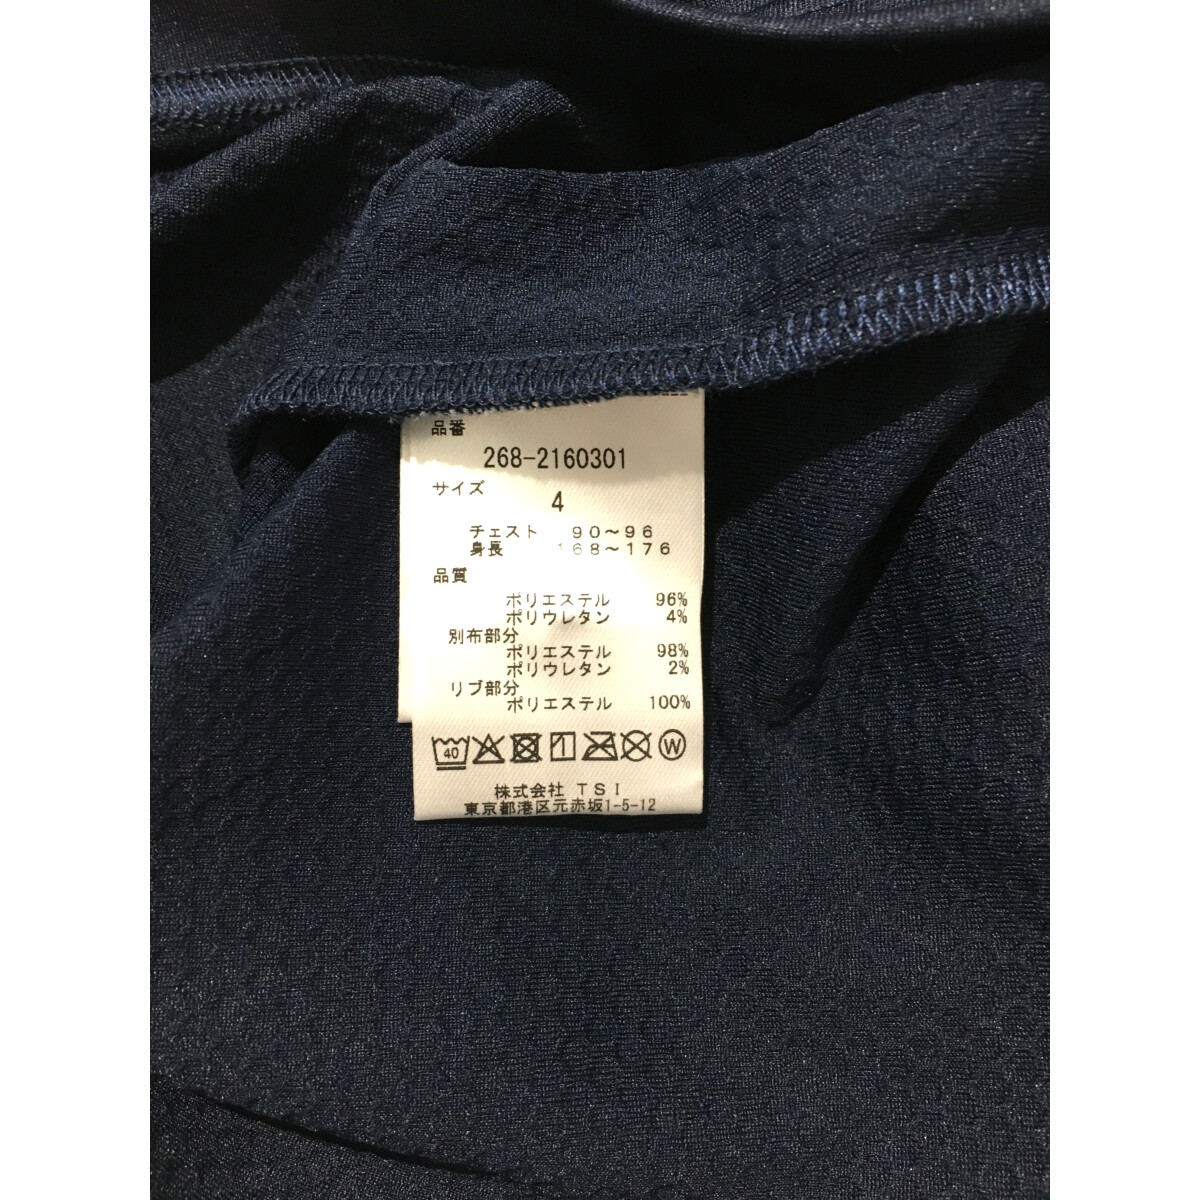 品番
268-2160301
サイズ
4
チェスト 90～96
身長 168～176
品質
ポリエステル 96%
ポリウレタン 4%
別布部分
ポリエステル 98%
ポリウレタン 2%
リブ部分
ポリエステル 100%
40 W
株式会社 TSI
東京都港区元赤坂1-5-12